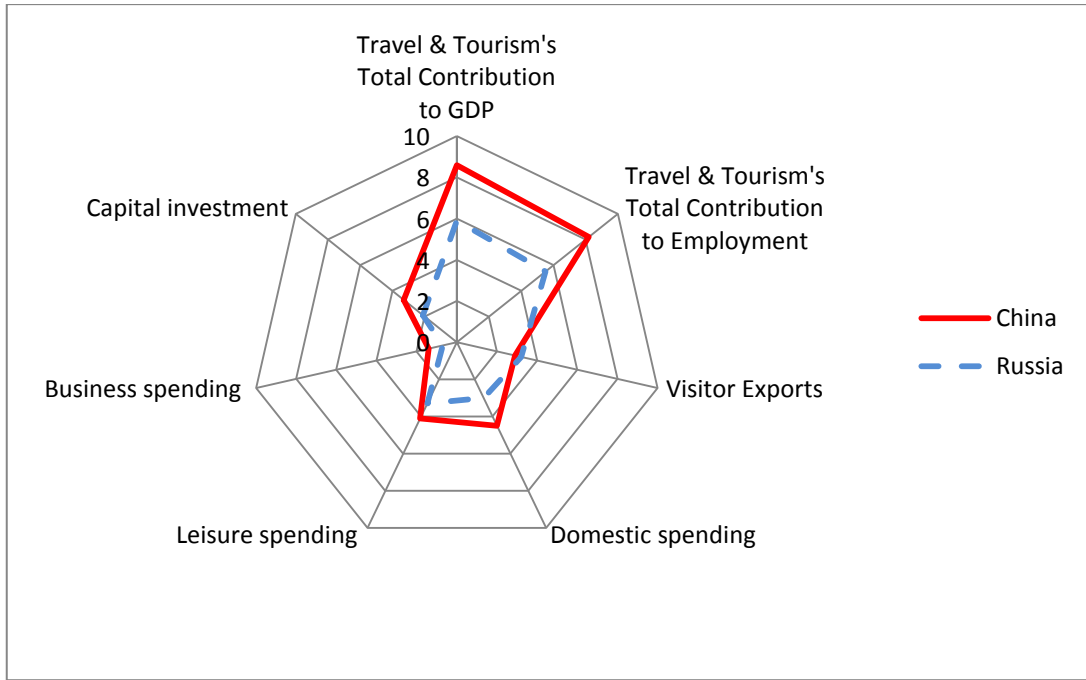 Travel & Tourism's
Total Contribution
to GDP
10
8
6
4
2
0
Travel & Tourism's
Total Contribution
to Employment
Visitor Exports
Domestic spending
Leisure spending
Business spending
Capital investment
China
Russia